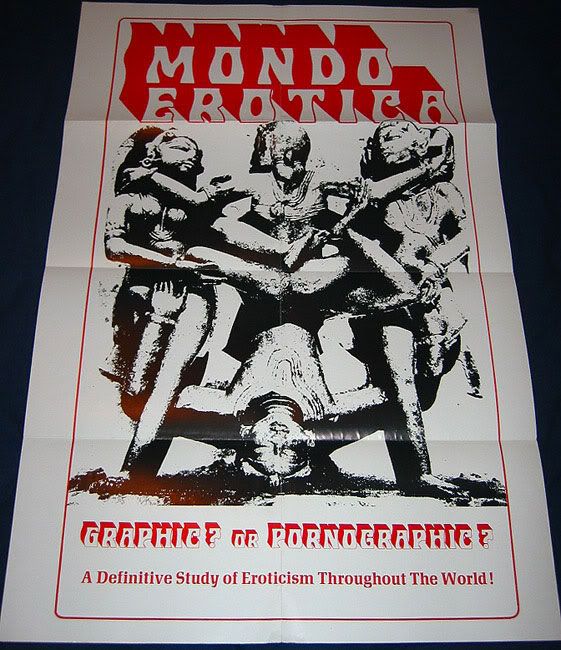 MONDO
EROTICA
GRAPHIC? OR PORNOGRAPHIC?
A Definitive Study of Eroticism Throughout The World!